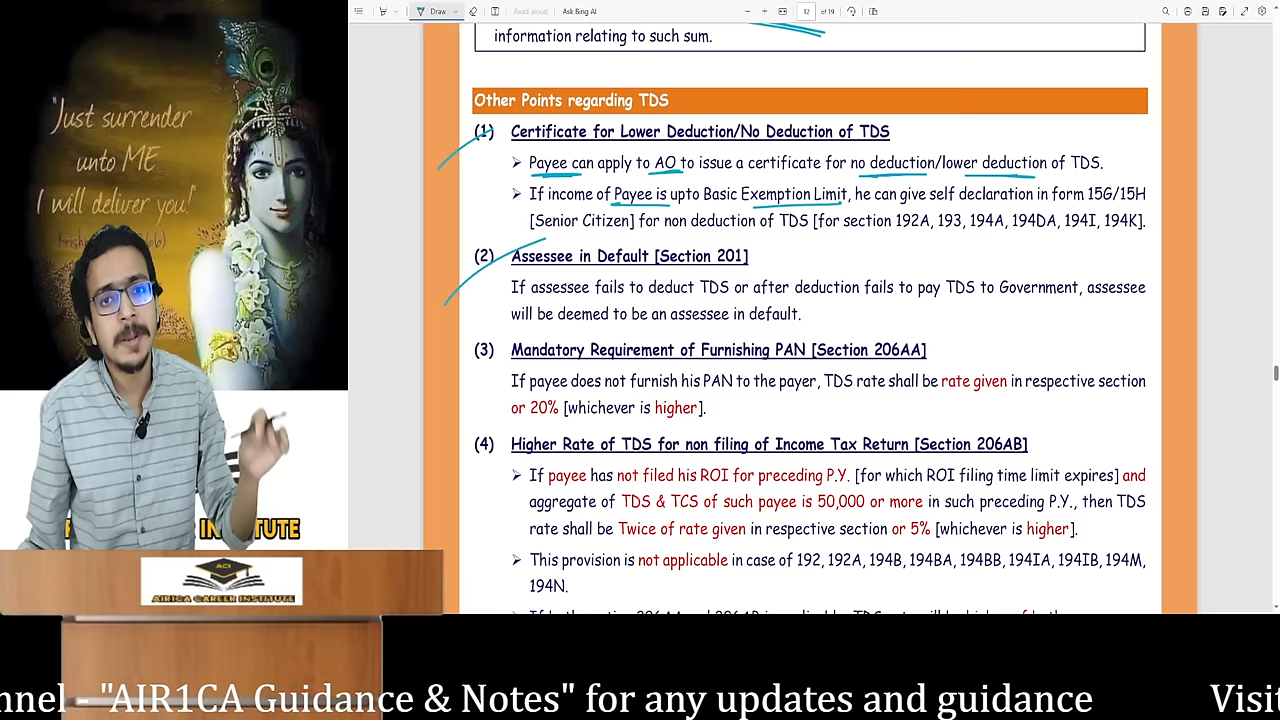 Draw
Read aloud
Ask Bing AI
12 of 19
information relating to such sum.
Other Points regarding TDS
(1) Certificate for Lower Deduction/No Deduction of TDS
➢ Payee can apply to AO to issue a certificate for no deduction/lower deduction of TDS.
➢ If income of Payee is upto Basic Exemption Limit, he can give self declaration in form 15G/15H
[Senior Citizen] for non deduction of TDS [for section 192A, 193, 194A, 194DA, 194I, 194K].
(2) Assessee in Default [Section 201]
If assessee fails to deduct TDS or after deduction fails to pay TDS to Government, assessee
will be deemed to be an assessee in default.
(3) Mandatory Requirement of Furnishing PAN [Section 206AA]
If payee does not furnish his PAN to the payer, TDS rate shall be rate given in respective section
or 20% [whichever is higher].
(4) Higher Rate of TDS for non filing of Income Tax Return [Section 206AB]
➢ If payee has not filed his ROI for preceding P.Y. [for which ROI filing time limit expires] and
aggregate of TDS & TCS of such payee is 50,000 or more in such preceding P.Y., then TDS
rate shall be Twice of rate given in respective section or 5% [whichever is higher].
➢ This provision is not applicable in case of 192, 192A, 194B, 194BA, 194BB, 194IA, 194IB, 194M,
194N.
"Just surrender
unto ME
I will deliver you!"
ACI
AIR1CA CAREER INSTITUTE
nnel - "AIR1CA Guidance & Notes" for any updates and guidance
Visit